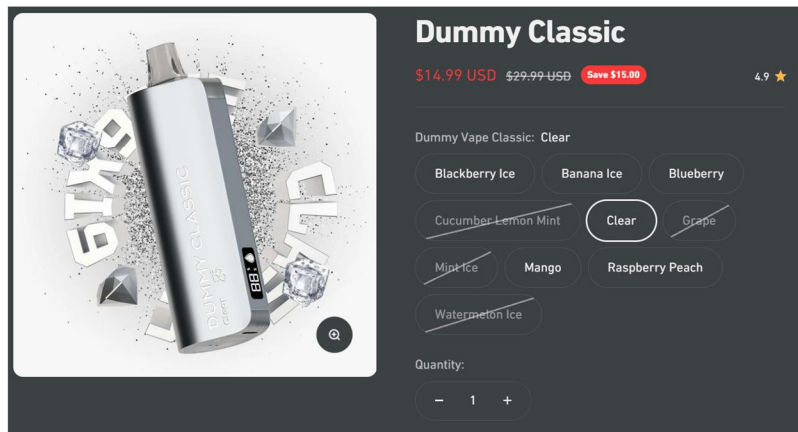 Dummy Classic
$14.99 USD $29.99 USD Save $15.00
4.9
Dummy Vape Classic: Clear
Blackberry Ice Banana Ice Blueberry
Cucumber Lemon Mint Clear Grape
Mint Ice Mango Raspberry Peach
Watermelon Ice
Quantity:
− 1 +
DUMMY CLASSIC
CLEAR
88%